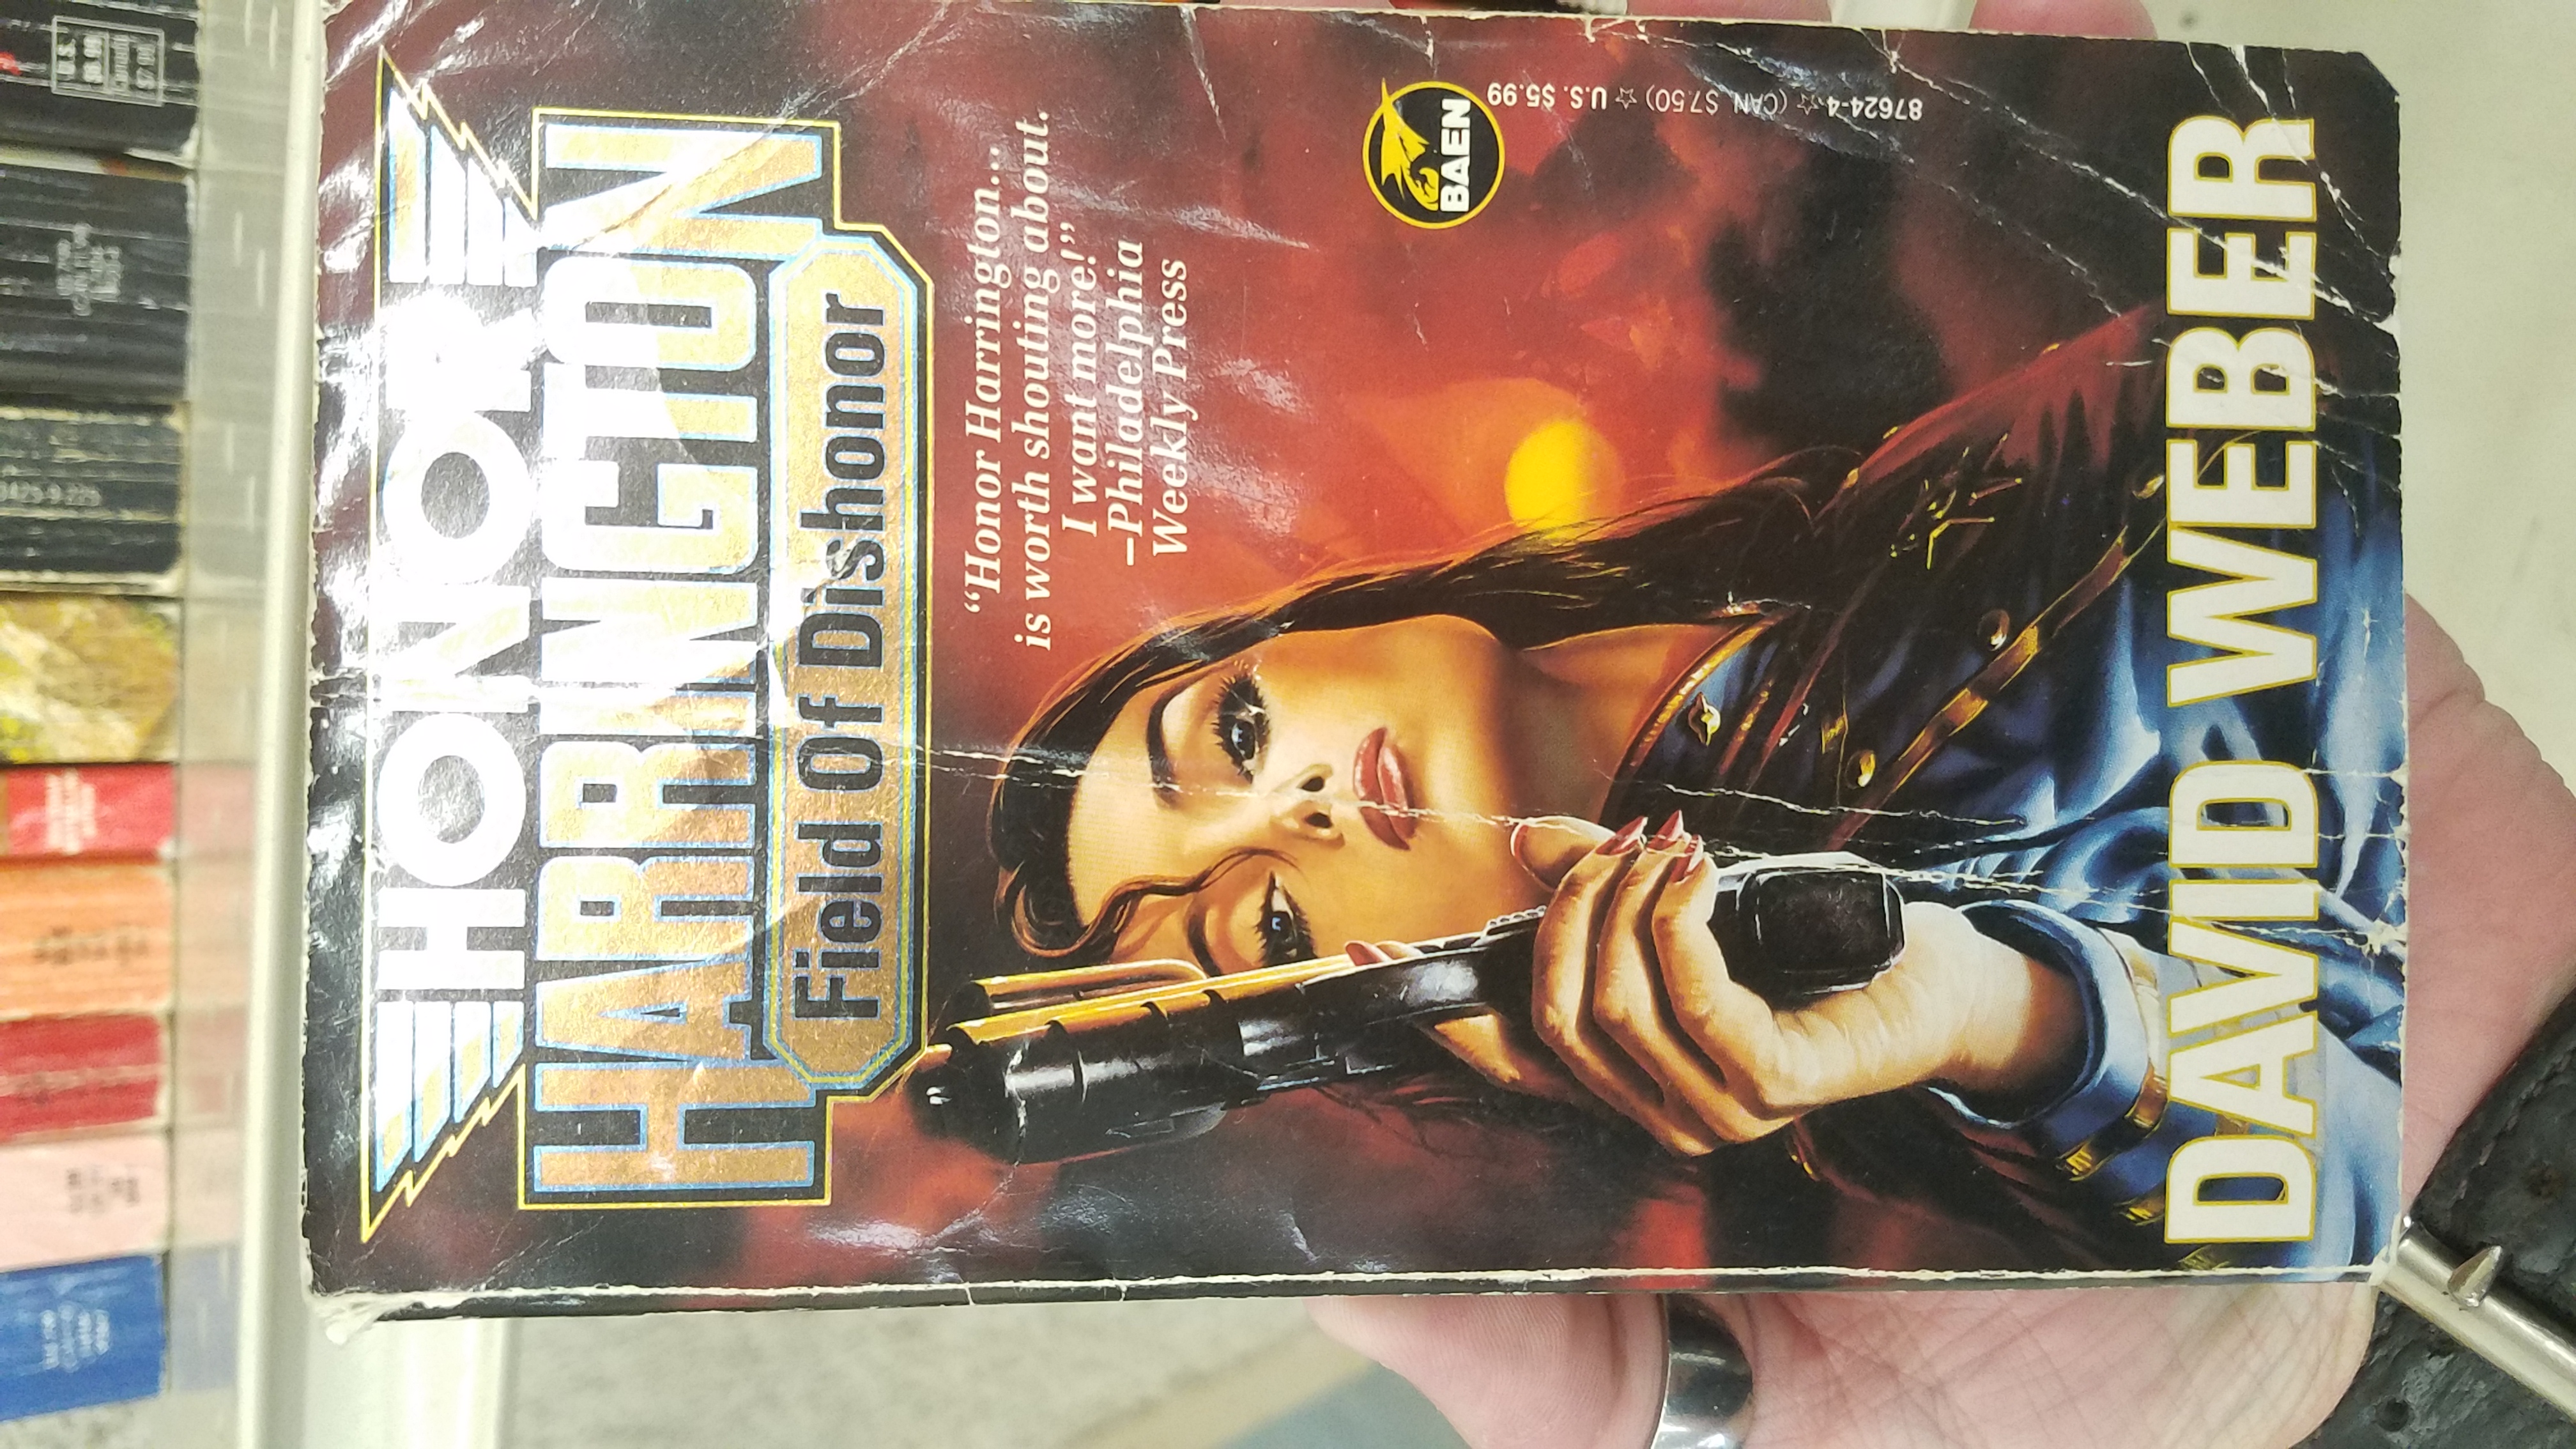 HONOR
HARRINGTON
Field Of Dishonor
“Honor Harrington...
is worth shouting about.
I want more!”
–Philadelphia
Weekly Press
BAEN
87624-4 ☆ (CAN $7.50) ☆ U.S. $5.99
DAVID WEBER